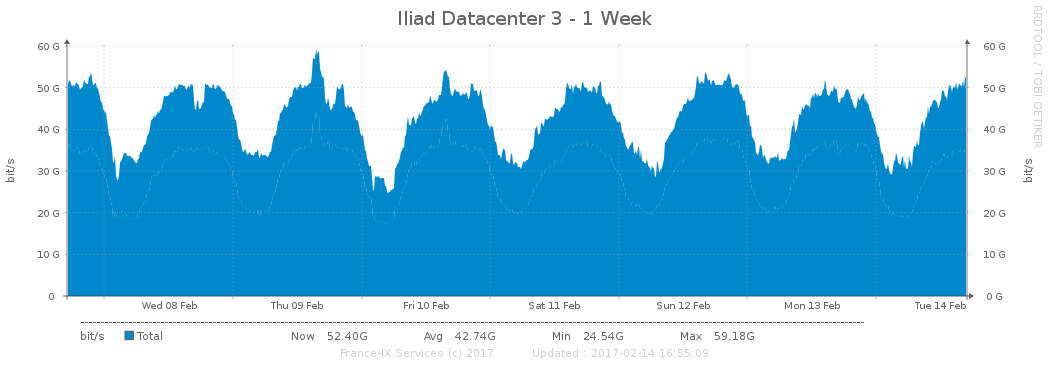 Iliad Datacenter 3 - 1 Week
RRDTOOL / TOBI OETIKER
60 G 60 G
50 G 50 G
40 G 40 G
30 G 30 G
20 G 20 G
10 G 10 G
0 0 G
bit/s
bit/s
Wed 08 Feb Thu 09 Feb Fri 10 Feb Sat 11 Feb Sun 12 Feb Mon 13 Feb Tue 14 Feb
bit/s Total Now 52.40G Avg 42.74G Min 24.54G Max 59.18G
France-IX Services (c) 2017 Updated : 2017-02-14 16:55:09